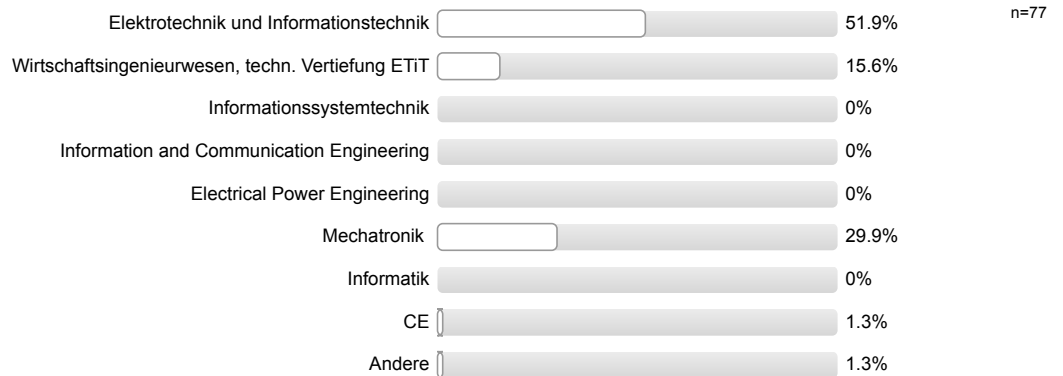 n=77
Elektrotechnik und Informationstechnik 51.9%
Wirtschaftsingenieurwesen, techn. Vertiefung ETiT 15.6%
Informationssystemtechnik 0%
Information and Communication Engineering 0%
Electrical Power Engineering 0%
Mechatronik 29.9%
Informatik 0%
CE 1.3%
Andere 1.3%